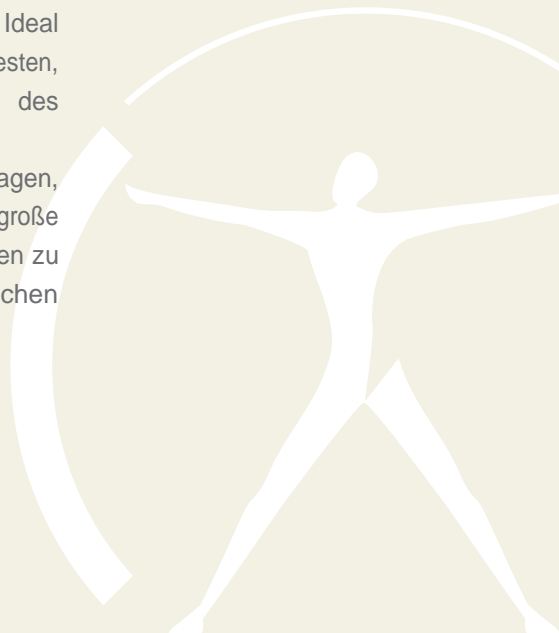 Ideal
esten,
des
agen,
große
en zu
chen